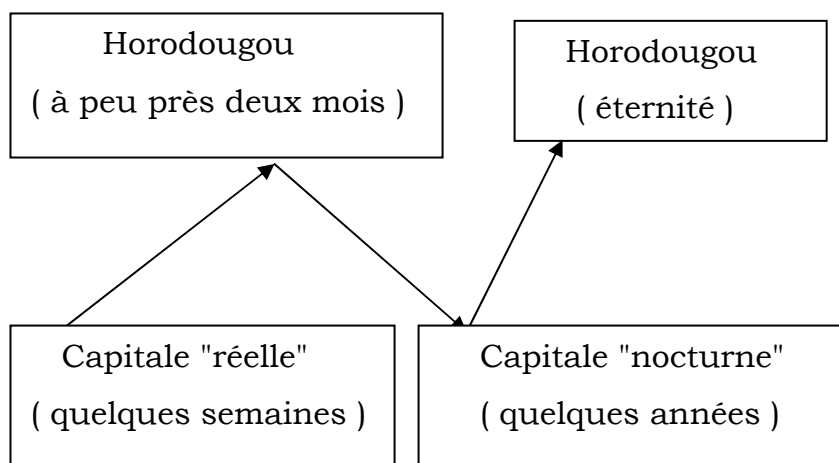 Horodougou
( à peu près deux mois )
Horodougou
( éternité )
Capitale "réelle"
( quelques semaines )
Capitale "nocturne"
( quelques années )